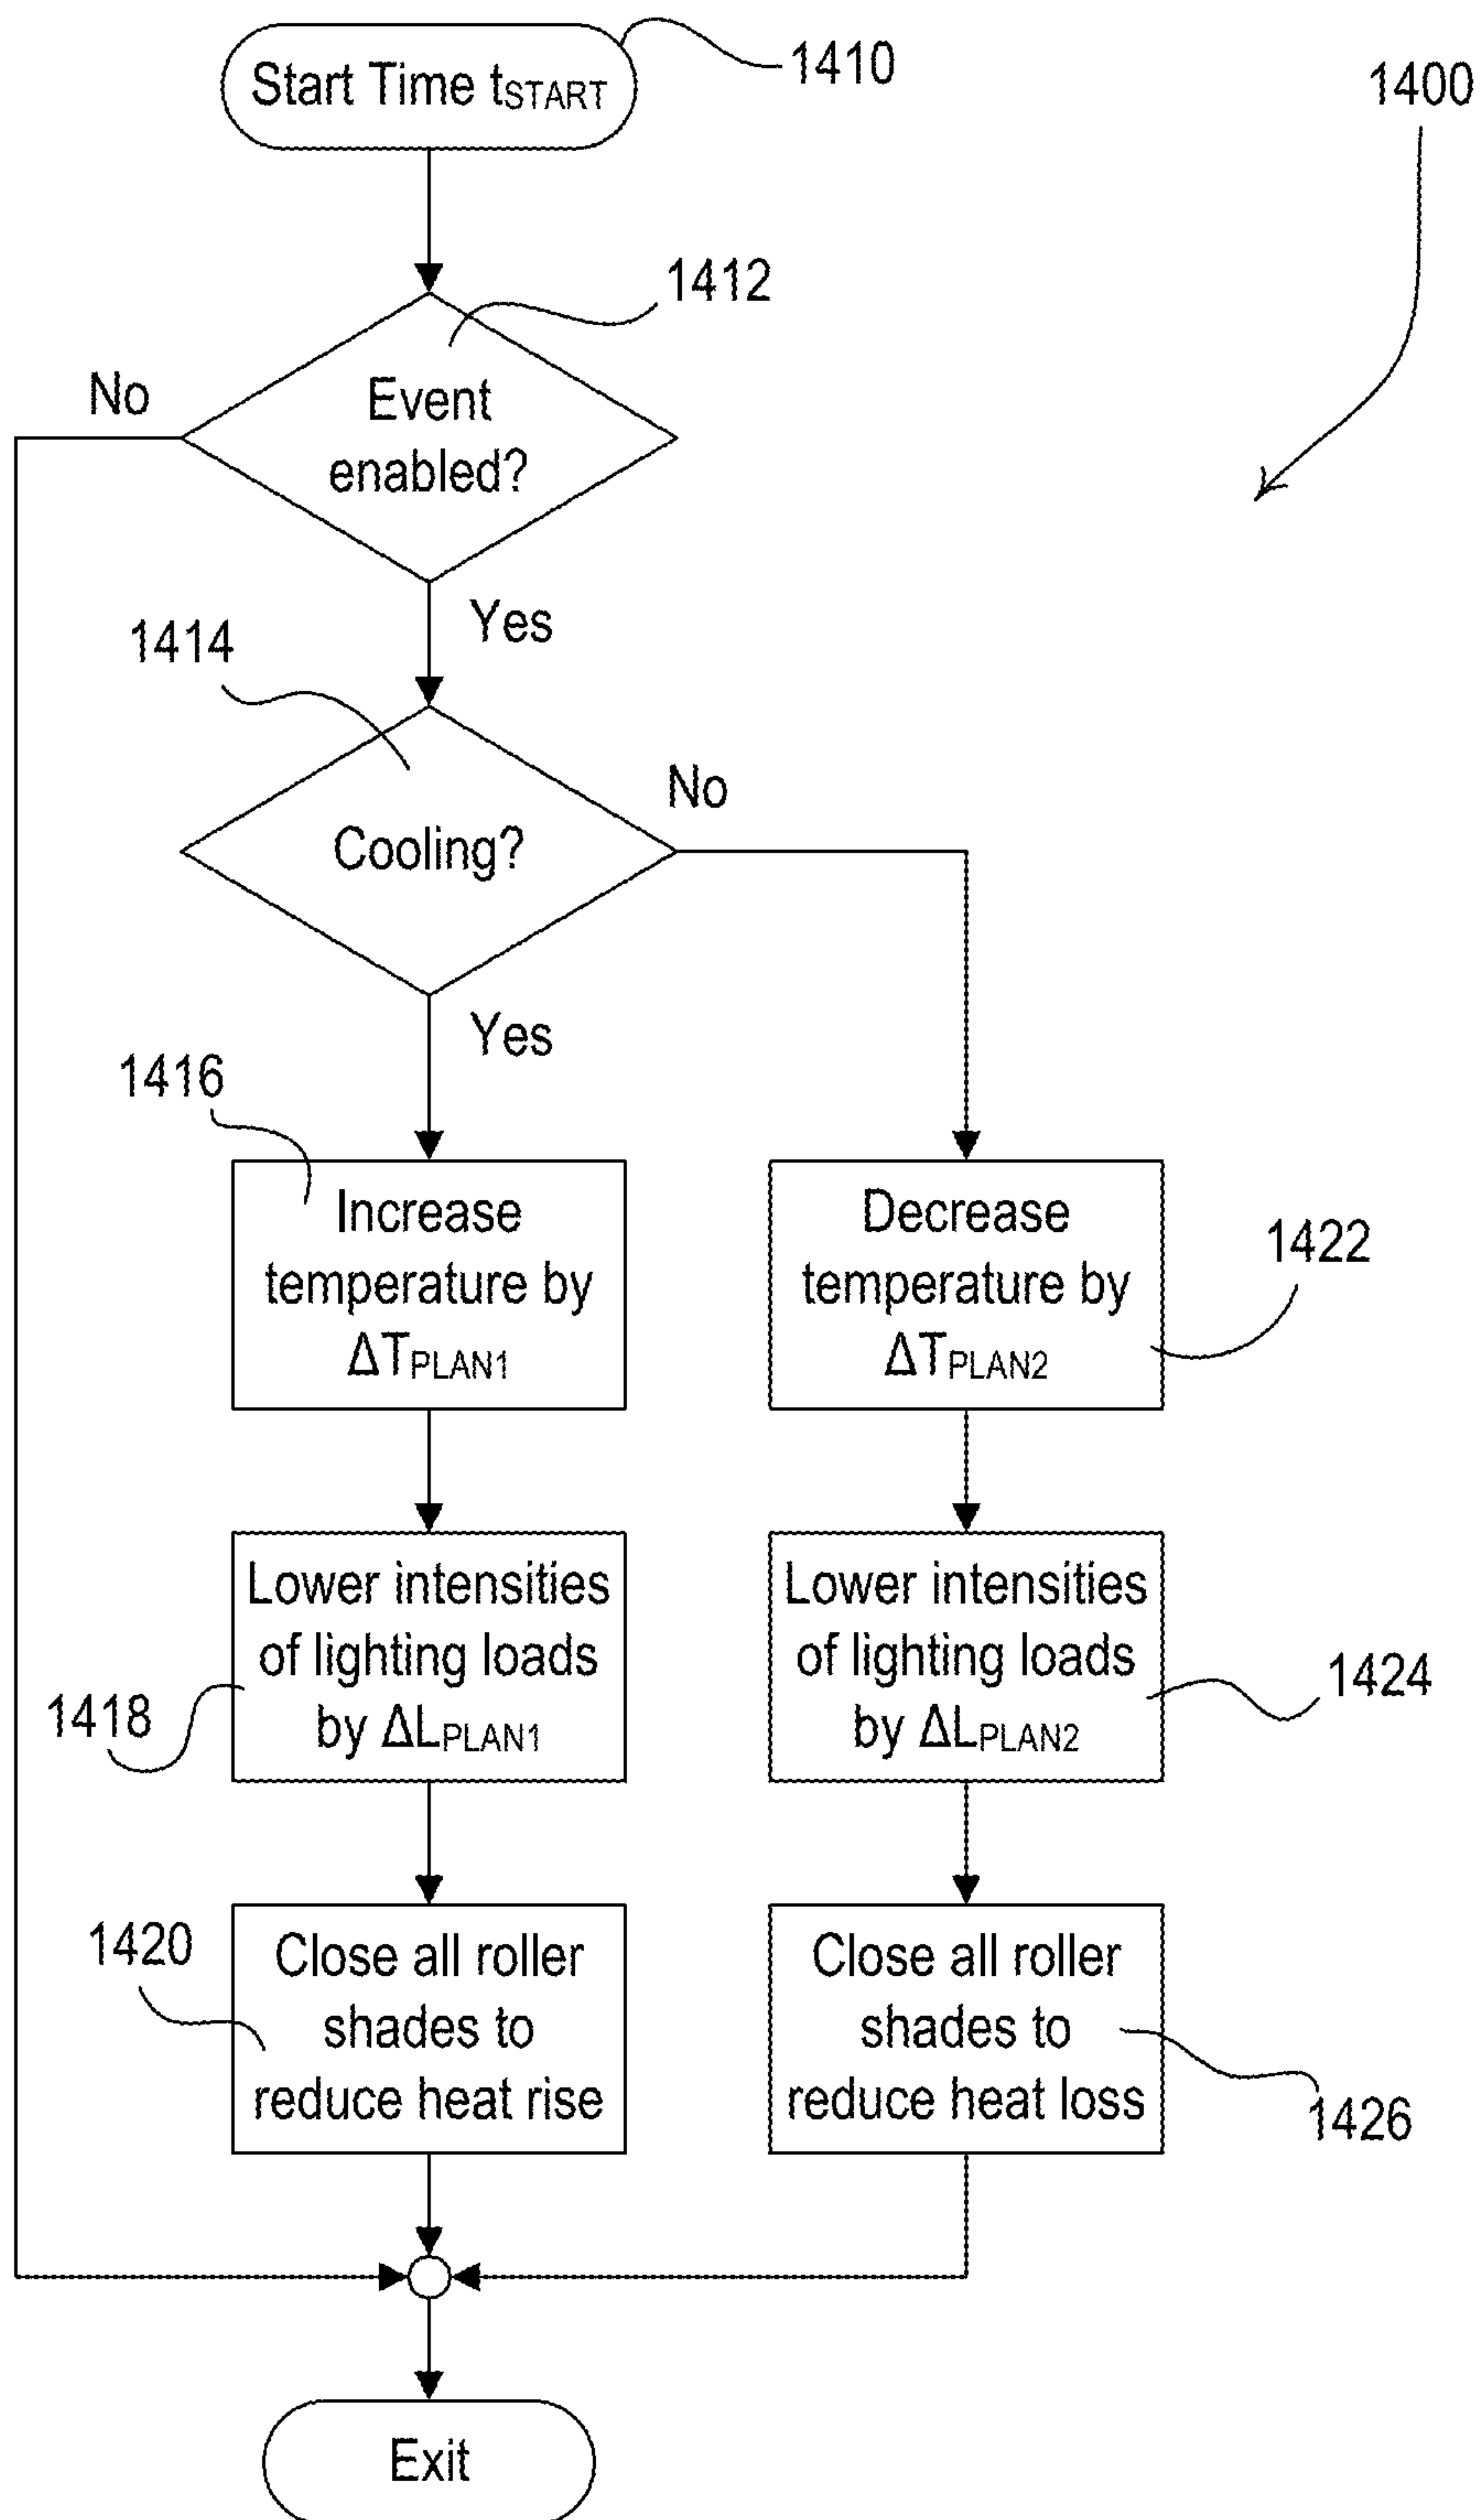 Start Time tSTART
1410
1400
1412
No
Event
enabled?
Yes
1414
No
Cooling?
Yes
1416
Increase
temperature by
ΔTPLAN1
Decrease
temperature by
ΔTPLAN2
1422
Lower intensities
of lighting loads
by ΔLPLAN1
1418
Lower intensities
of lighting loads
by ΔLPLAN2
1424
1420
Close all roller
shades to
reduce heat rise
Close all roller
shades to
reduce heat loss
1426
Exit